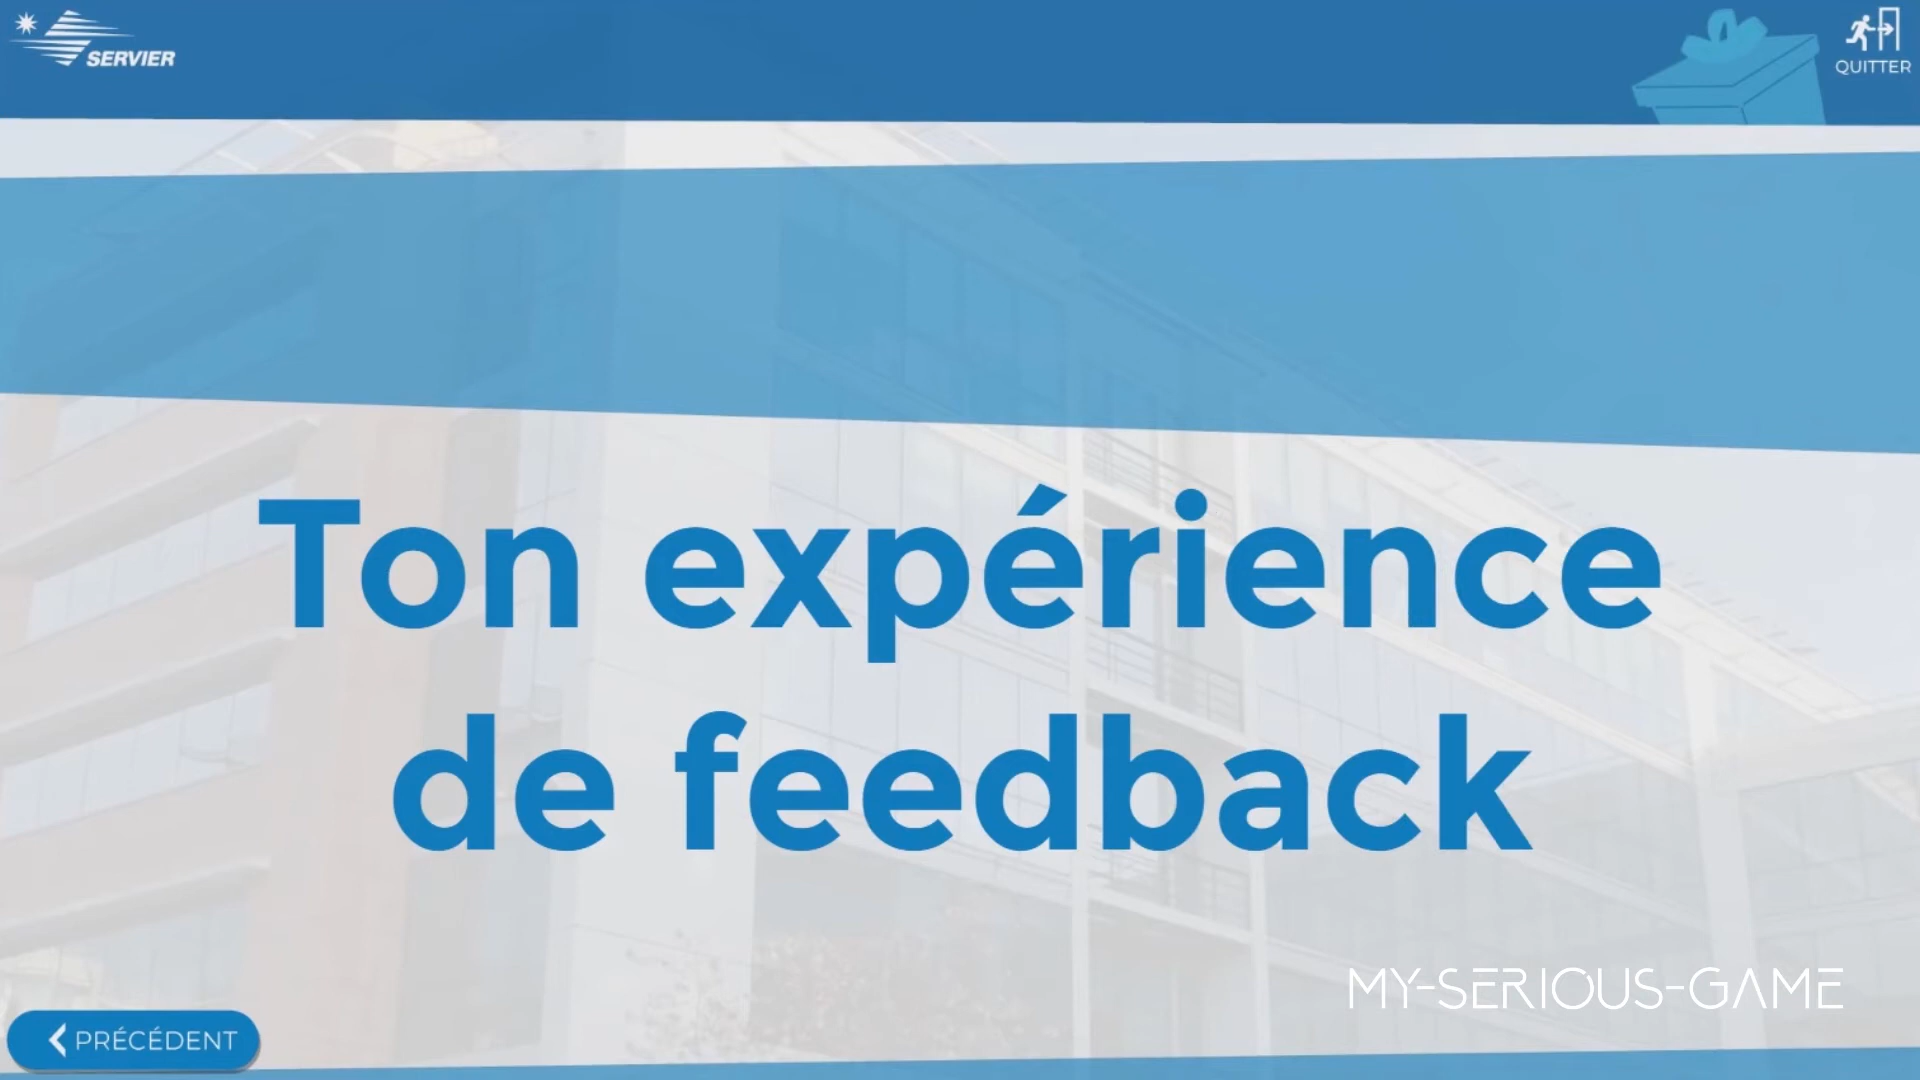 SERVIER
QUITTER
Ton expérience
de feedback
MY-SERIOUS-GAME
PRÉCÉDENT